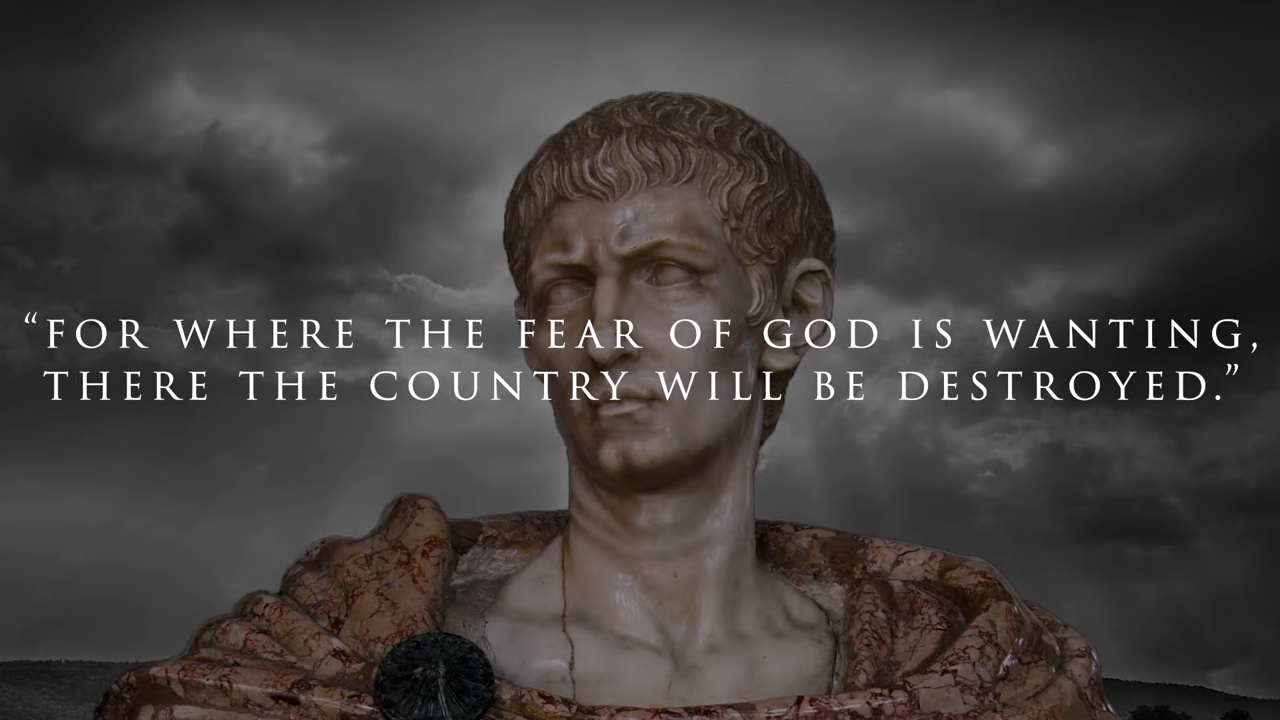 “FOR WHERE THE FEAR OF GOD IS WANTING,
THERE THE COUNTRY WILL BE DESTROYED.”